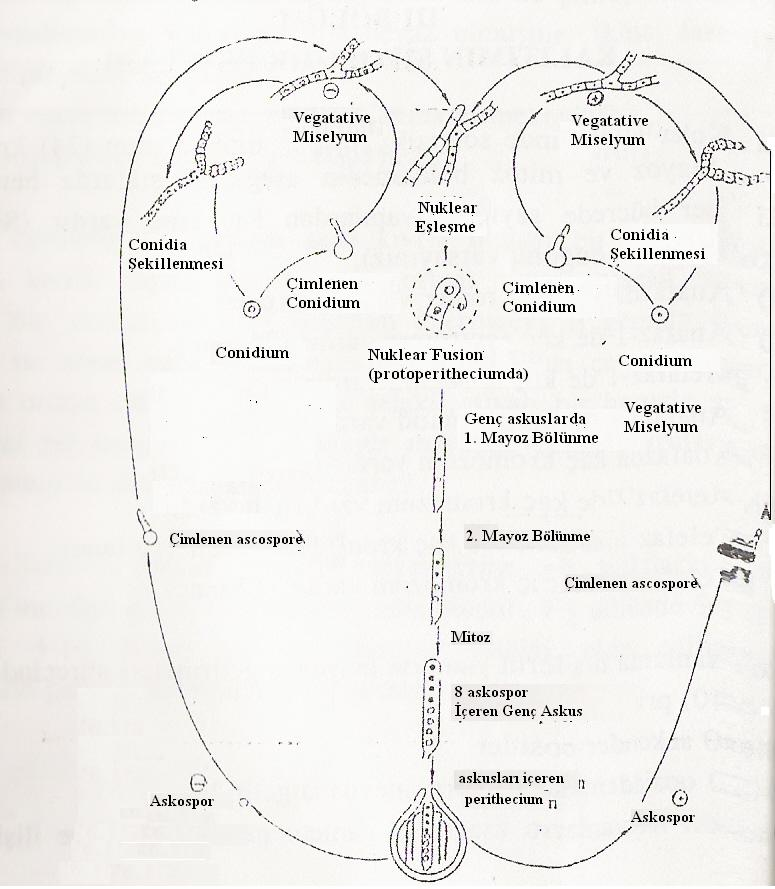 Vegatative
Miselyum
Vegatative
Miselyum
Conidia
Şekillenmesi
Nuklear
Eşleşme
Conidia
Şekillenmesi
Çimlenen
Conidium
Çimlenen
Conidium
Conidium
Nuklear Fusion
(protoperitheciumda)
Conidium
Genç askuslarda
1. Mayoz Bölünme
Vegatative
Miselyum
Çimlenen ascospore
2. Mayoz Bölünme
Çimlenen ascospore
Mitoz
8 askospor
İçeren Genç Askus
askusları içeren
perithecium
Askospor
Askospor